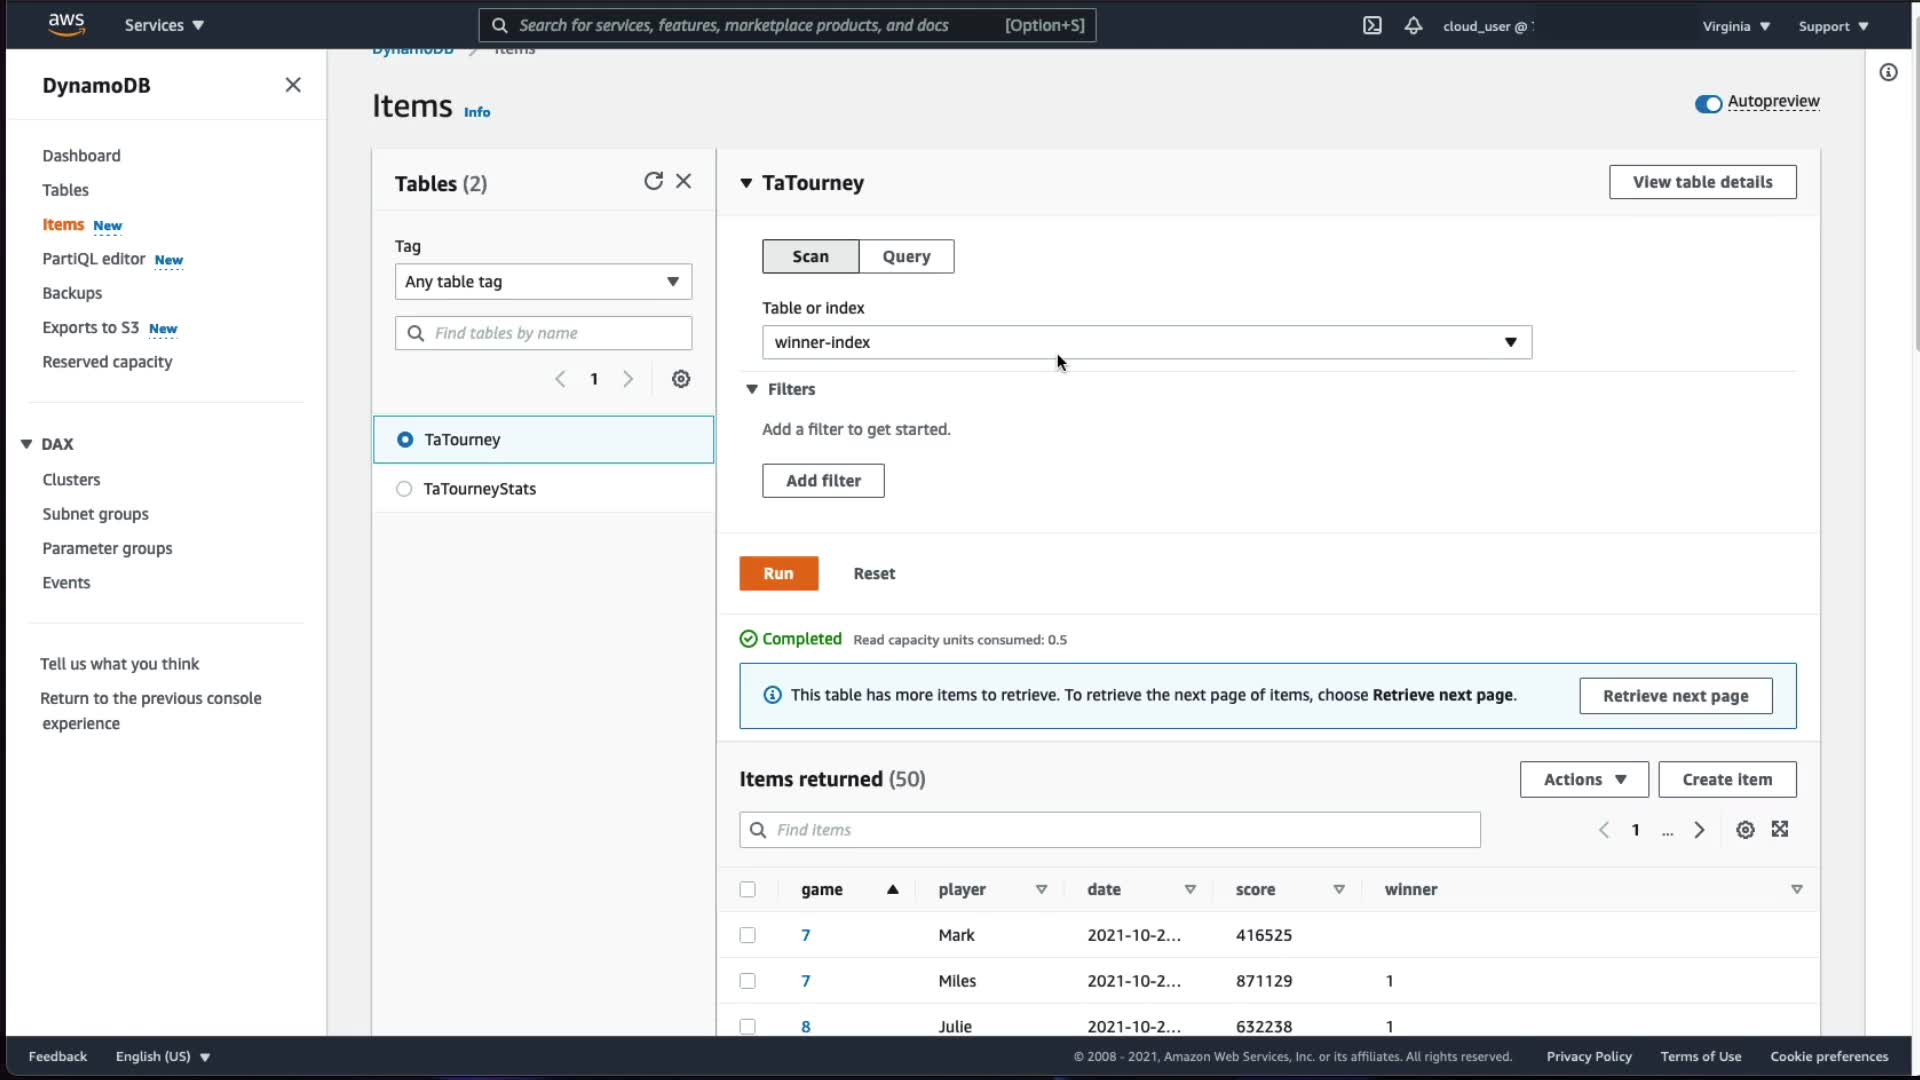 aws
Services
Search for services, features, marketplace products, and docs
[Option+S]
cloud_user @
Virginia
Support
DynamoDB
Items
DynamoDB
Dashboard
Tables
Items New
PartiQL editor New
Backups
Exports to S3 New
Reserved capacity
DAX
Clusters
Subnet groups
Parameter groups
Events
Tell us what you think
Return to the previous console
experience
Items Info
Autopreview
Tables (2)
Tag
Any table tag
Find tables by name
1
TaTourney
TaTourneyStats
TaTourney
View table details
Scan
Query
Table or index
winner-index
Filters
Add a filter to get started.
Add filter
Run
Reset
Completed Read capacity units consumed: 0.5
This table has more items to retrieve. To retrieve the next page of items, choose Retrieve next page.
Retrieve next page
Items returned (50)
Actions
Create item
Find items
1 ...
game player date score winner
7 Mark 2021-10-2... 416525
7 Miles 2021-10-2... 871129 1
8 Julie 2021-10-2... 632238 1
Feedback
English (US)
© 2008 - 2021, Amazon Web Services, Inc. or its affiliates. All rights reserved.
Privacy Policy
Terms of Use
Cookie preferences